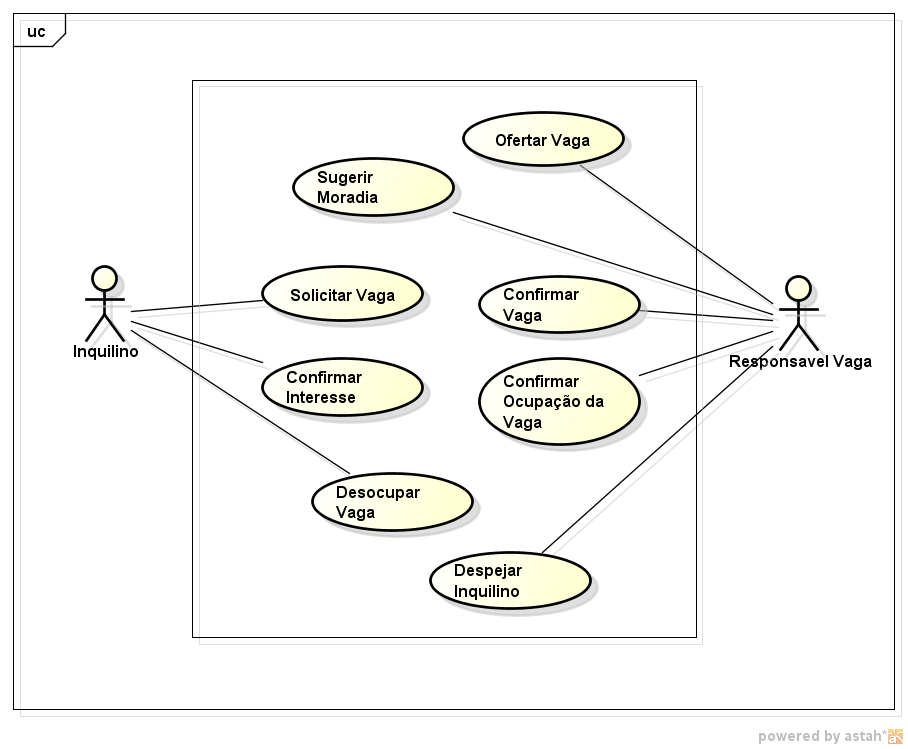 uc
Ofertar Vaga
Sugerir
Moradia
Solicitar Vaga
Confirmar
Vaga
Inquilino
Responsavel Vaga
Confirmar
Interesse
Confirmar
Ocupação da
Vaga
Desocupar
Vaga
Despejar
Inquilino
powered by astah*